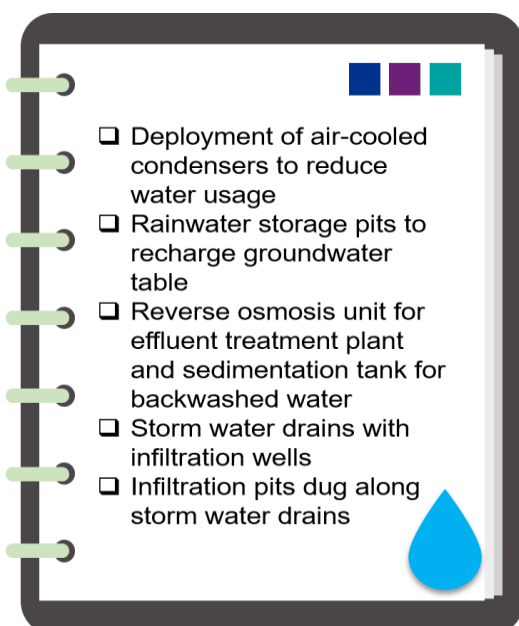 ❑ Deployment of air-cooled
condensers to reduce
water usage
❑ Rainwater storage pits to
recharge groundwater
table
❑ Reverse osmosis unit for
effluent treatment plant
and sedimentation tank for
backwashed water
❑ Storm water drains with
infiltration wells
❑ Infiltration pits dug along
storm water drains